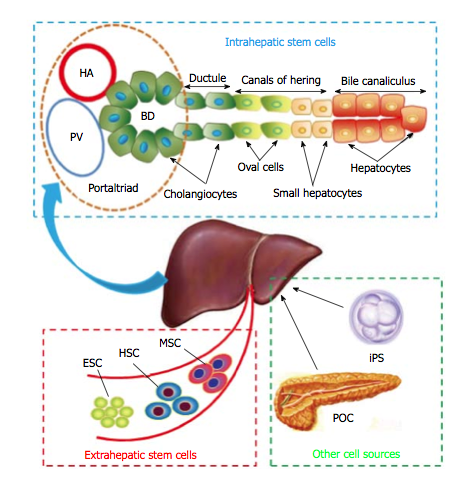 Intrahepatic stem cells
HA
Ductule
Canals of hering
Bile canaliculus
PV
BD
Oval cells
Hepatocytes
Portaltriad
Cholangiocytes
Small hepatocytes
MSC
HSC
ESC
iPS
POC
Extrahepatic stem cells
Other cell sources